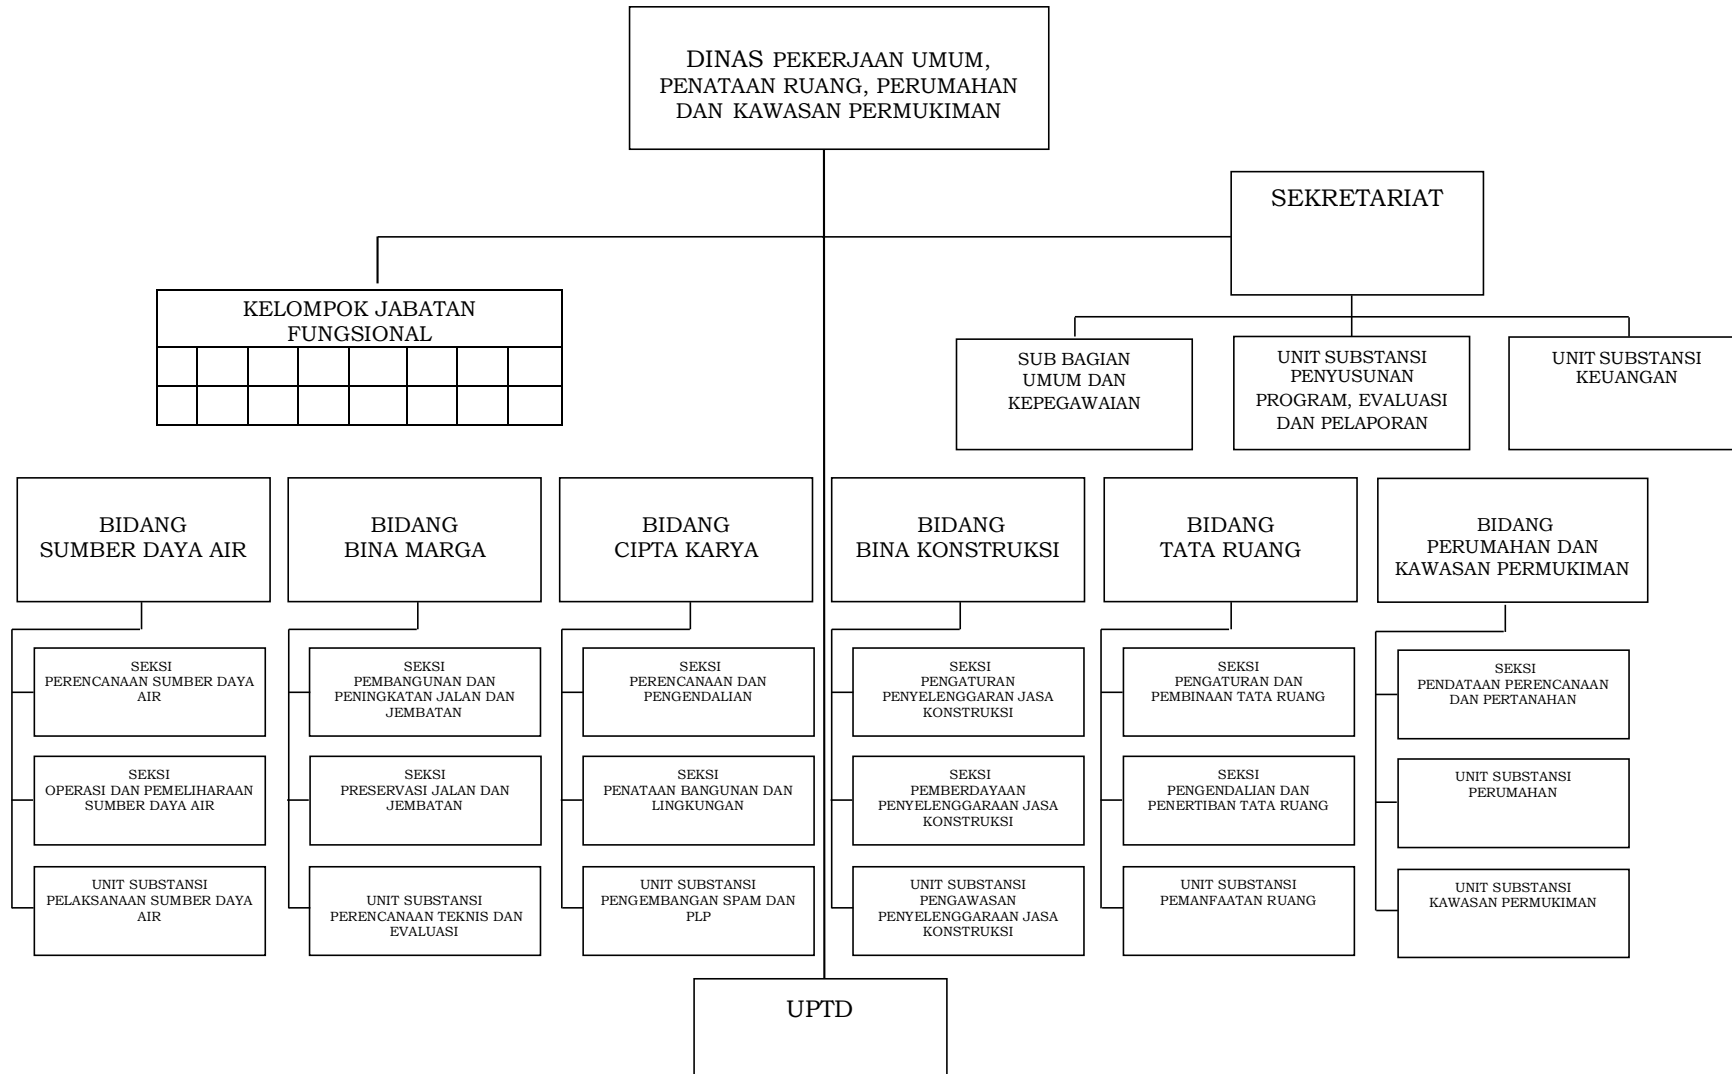 DINAS PEKERJAAN UMUM,
PENATAAN RUANG, PERUMAHAN
DAN KAWASAN PERMUKIMAN
SEKRETARIAT
KELOMPOK JABATAN
FUNGSIONAL
SUB BAGIAN
UMUM DAN
KEPEGAWAIAN
UNIT SUBSTANSI
PENYUSUNAN
PROGRAM, EVALUASI
DAN PELAPORAN
UNIT SUBSTANSI
KEUANGAN
BIDANG
SUMBER DAYA AIR
BIDANG
BINA MARGA
BIDANG
CIPTA KARYA
BIDANG
BINA KONSTRUKSI
BIDANG
TATA RUANG
BIDANG
PERUMAHAN DAN
KAWASAN PERMUKIMAN
SEKSI
PERENCANAAN SUMBER DAYA
AIR
SEKSI
PEMBANGUNAN DAN
PENINGKATAN JALAN DAN
JEMBATAN
SEKSI
PERENCANAAN DAN
PENGENDALIAN
SEKSI
PENGATURAN
PENYELENGGARAN JASA
KONSTRUKSI
SEKSI
PENGATURAN DAN
PEMBINAAN TATA RUANG
SEKSI
PENDATAAN PERENCANAAN
DAN PERTANAHAN
SEKSI
OPERASI DAN PEMELIHARAAN
SUMBER DAYA AIR
SEKSI
PRESERVASI JALAN DAN
JEMBATAN
SEKSI
PENATAAN BANGUNAN DAN
LINGKUNGAN
SEKSI
PEMBERDAYAAN
PENYELENGGARAAN JASA
KONSTRUKSI
SEKSI
PENGENDALIAN DAN
PENERTIBAN TATA RUANG
UNIT SUBSTANSI
PERUMAHAN
UNIT SUBSTANSI
PELAKSANAAN SUMBER DAYA
AIR
UNIT SUBSTANSI
PERENCANAAN TEKNIS DAN
EVALUASI
UNIT SUBSTANSI
PENGEMBANGAN SPAM DAN
PLP
UNIT SUBSTANSI
PENGAWASAN
PENYELENGGARAAN JASA
KONSTRUKSI
UNIT SUBSTANSI
PEMANFAATAN RUANG
UNIT SUBSTANSI
KAWASAN PERMUKIMAN
UPTD